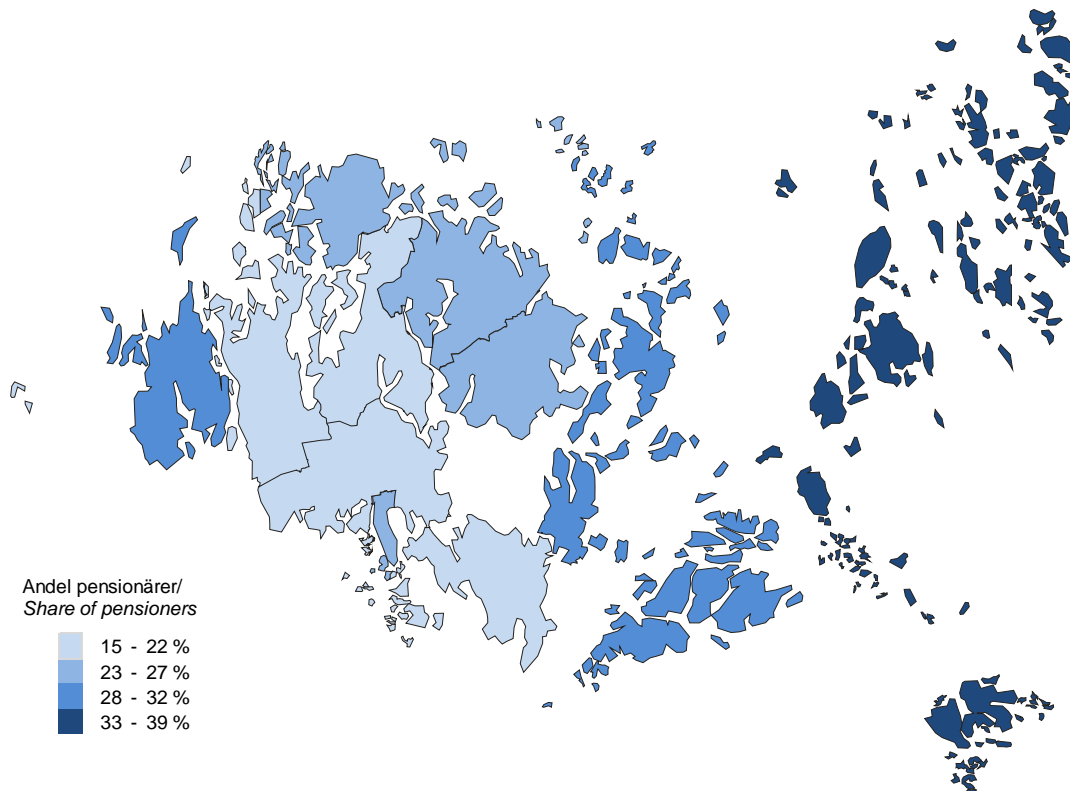 Andel pensionärer/
Share of pensioners
15 - 22 %
23 - 27 %
28 - 32 %
33 - 39 %